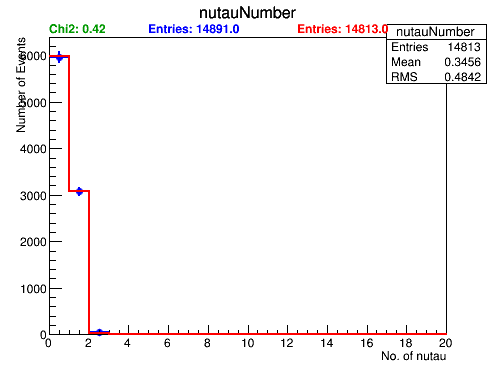 nutauNumber
Chi2: 0.42 Entries: 14891.0 Entries: 14813.0
nutauNumber
Entries 14813
Mean 0.3456
RMS 0.4842
Number of Events
6000
5000
4000
3000
2000
1000
0
0 2 4 6 8 10 12 14 16 18 20
No. of nutau